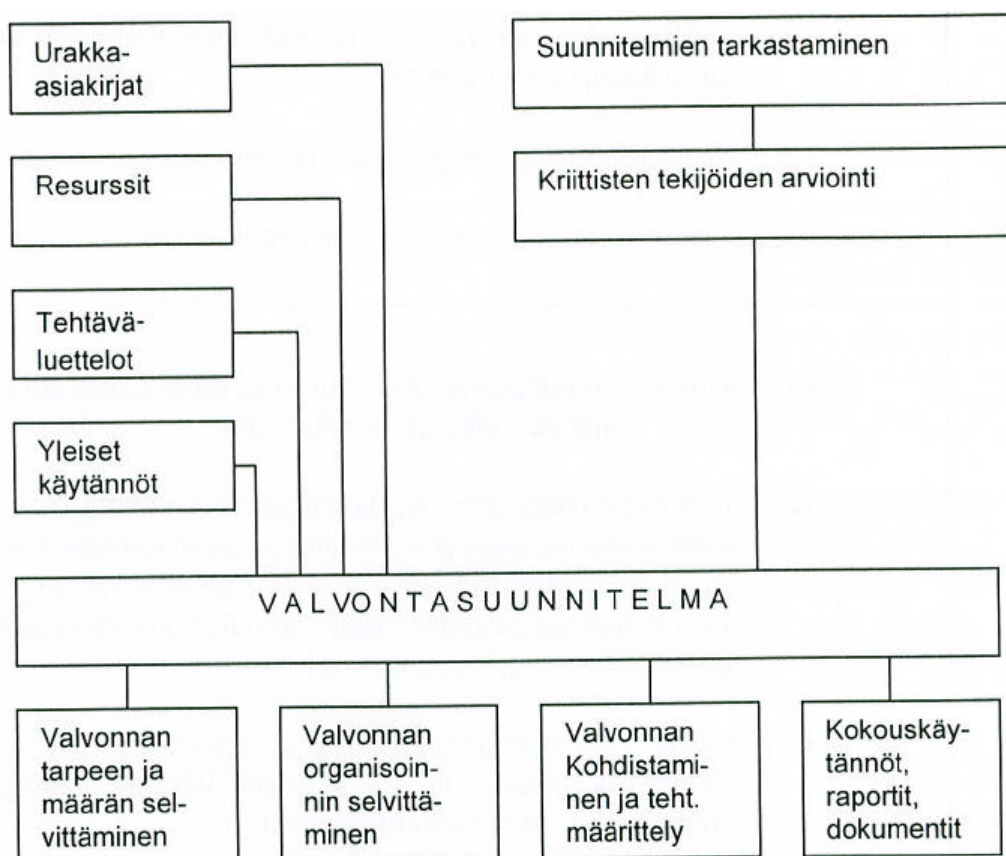 Urakka-
asiakirjat
Suunnitelmien tarkastaminen
Resurssit
Kriittisten tekijöiden arviointi
Tehtävä-
luettelot
Yleiset
käytännöt
VALVONTASUUNNITELMA
Valvonnan
tarpeen ja
määrän sel-
vittäminen
Valvonnan
organisoin-
nin selvittä-
minen
Valvonnan
Kohdistami-
nen ja teht.
määrittely
Kokouskäy-
tännöt,
raportit,
dokumentit